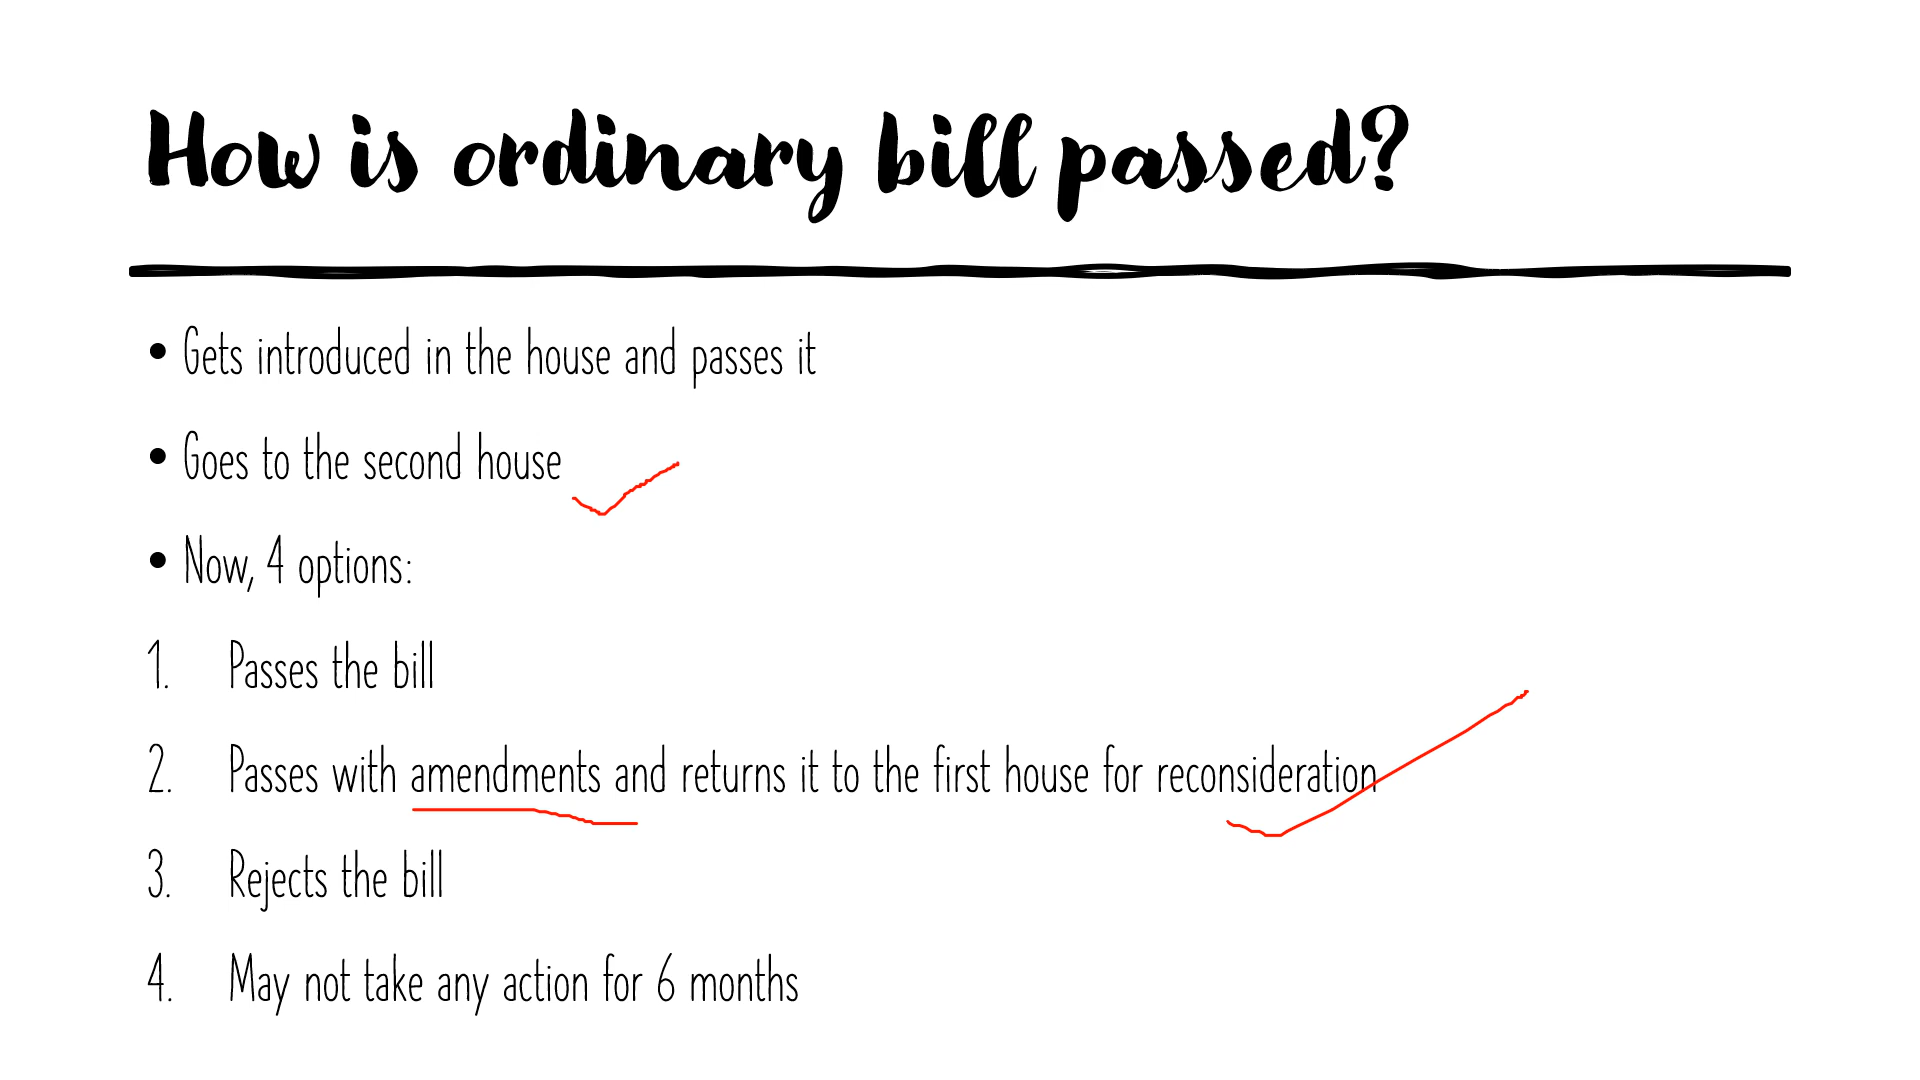 How is ordinary bill passed?
• Gets introduced in the house and passes it
• Goes to the second house
• Now, 4 options:
1. Passes the bill
2. Passes with amendments and returns it to the first house for reconsideration
3. Rejects the bill
4. May not take any action for 6 months